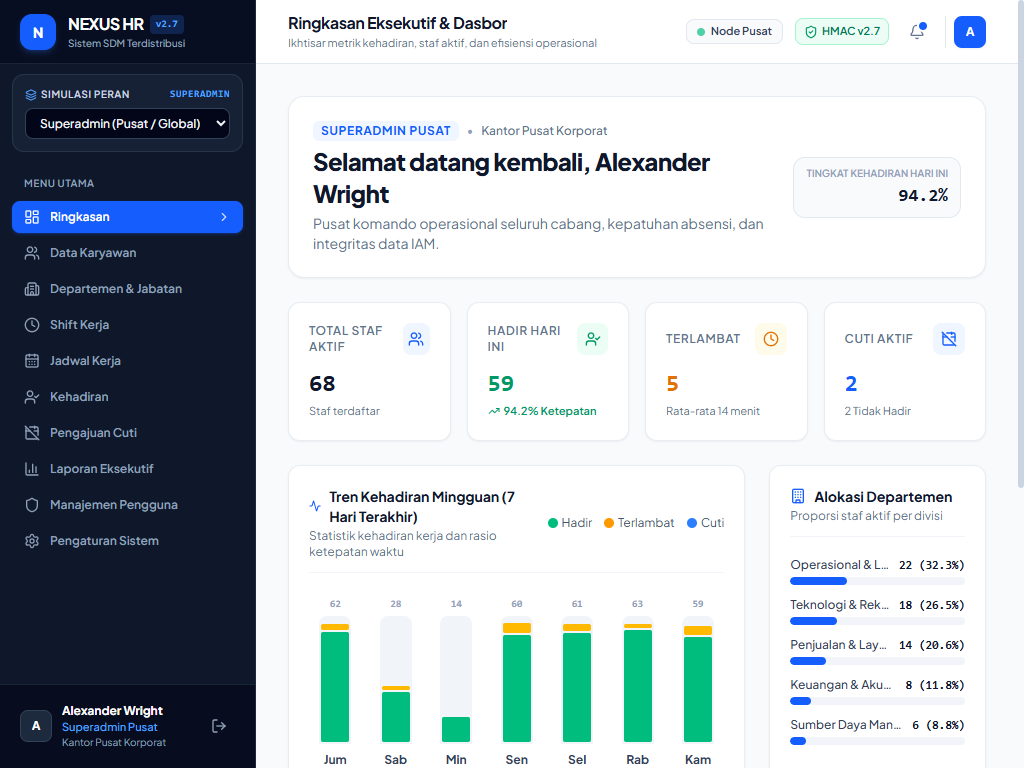 N
NEXUS HR v2.7
Sistem SDM Terdistribusi
SIMULASI PERAN SUPERADMIN
Superadmin (Pusat / Global)
MENU UTAMA
Ringkasan
Data Karyawan
Departemen & Jabatan
Shift Kerja
Jadwal Kerja
Kehadiran
Pengajuan Cuti
Laporan Eksekutif
Manajemen Pengguna
Pengaturan Sistem
A
Alexander Wright
Superadmin Pusat
Kantor Pusat Korporat
Ringkasan Eksekutif & Dasbor
Ikhtisar metrik kehadiran, staf aktif, dan efisiensi operasional
Node Pusat
HMAC v2.7
A
SUPERADMIN PUSAT • Kantor Pusat Korporat
Selamat datang kembali, Alexander
Wright
Pusat komando operasional seluruh cabang, kepatuhan absensi, dan
integritas data IAM.
TINGKAT KEHADIRAN HARI INI
94.2%
TOTAL STAF
AKTIF
68
Staf terdaftar
HADIR HARI
INI
59
94.2% Ketepatan
TERLAMBAT
5
Rata-rata 14 menit
CUTI AKTIF
2
2 Tidak Hadir
Tren Kehadiran Mingguan (7
Hari Terakhir)
Statistik kehadiran kerja dan rasio
ketepatan waktu
Hadir Terlambat Cuti
62 28 14 60 61 63 59
Jum Sab Min Sen Sel Rab Kam
Alokasi Departemen
Proporsi staf aktif per divisi
Operasional & L... 22 (32.3%)
Teknologi & Rek... 18 (26.5%)
Penjualan & Lay... 14 (20.6%)
Keuangan & Aku... 8 (11.8%)
Sumber Daya Man... 6 (8.8%)